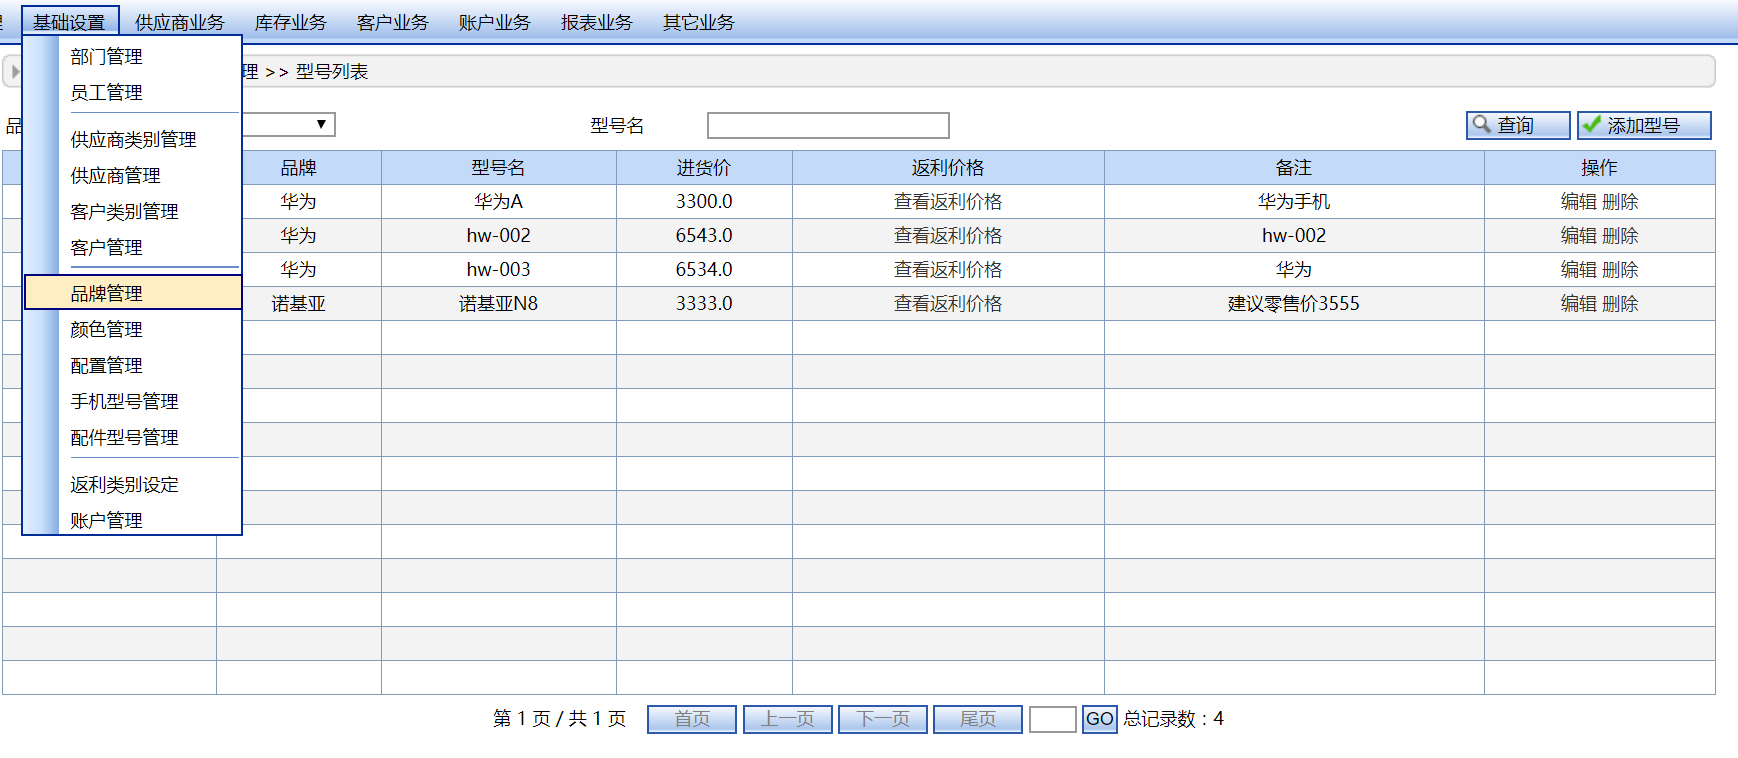 基础设置 供应商业务 库存业务 客户业务 账户业务 报表业务 其它业务
部门管理
理 >> 型号列表
员工管理
品 ▼ 型号名 查询 添加型号
供应商类别管理
品牌 型号名 进货价 返利价格 备注 操作
供应商管理
华为 华为A 3300.0 查看返利价格 华为手机 编辑 删除
客户类别管理
华为 hw-002 6543.0 查看返利价格 hw-002 编辑 删除
客户管理
华为 hw-003 6534.0 查看返利价格 华为 编辑 删除
品牌管理
诺基亚 诺基亚N8 3333.0 查看返利价格 建议零售价3555 编辑 删除
颜色管理
配置管理
手机型号管理
配件型号管理
返利类别设定
账户管理
第 1 页 / 共 1 页 首页 上一页 下一页 尾页 GO 总记录数：4